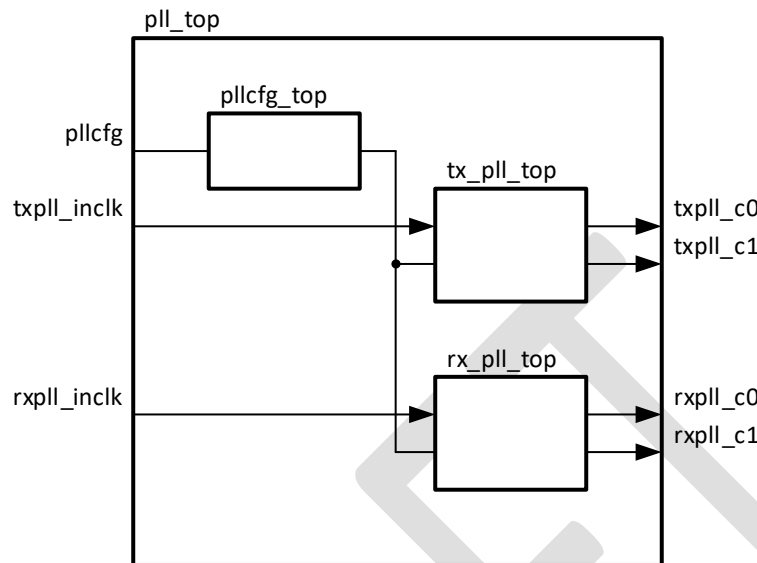 pll_top
pllcfg_top
pllcfg
tx_pll_top
txpll_inclk
txpll_c0
txpll_c1
rx_pll_top
rxpll_inclk
rxpll_c0
rxpll_c1